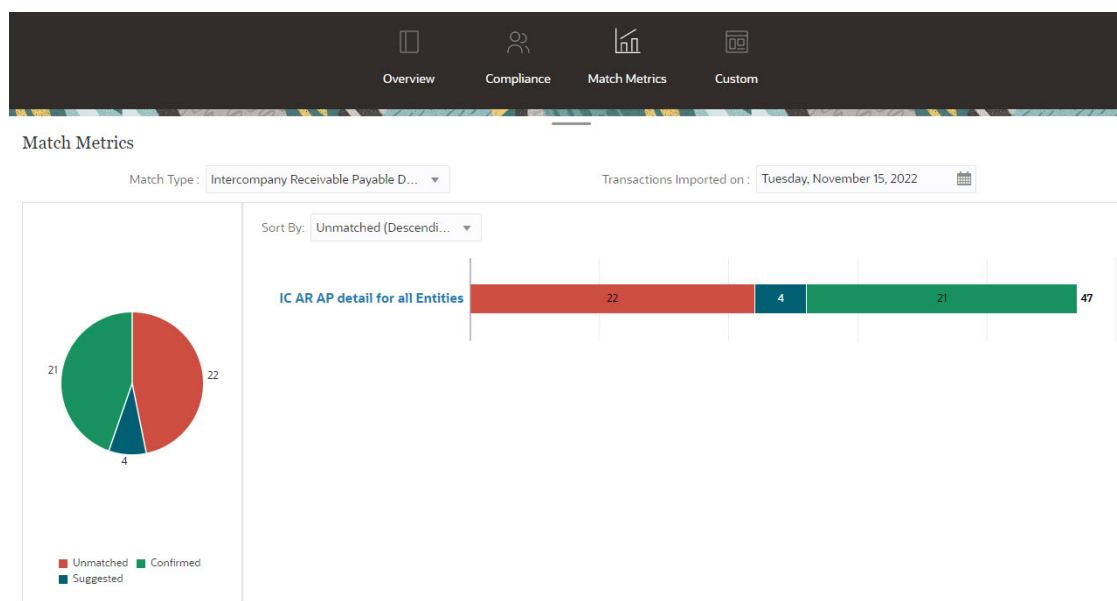 Overview Compliance Match Metrics Custom
Match Metrics
Match Type : Intercompany Receivable Payable D... Transactions Imported on : Tuesday, November 15, 2022
Sort By: Unmatched (Descendi...
IC AR AP detail for all Entities 22 4 21 47
21 22
4
Unmatched Confirmed
Suggested